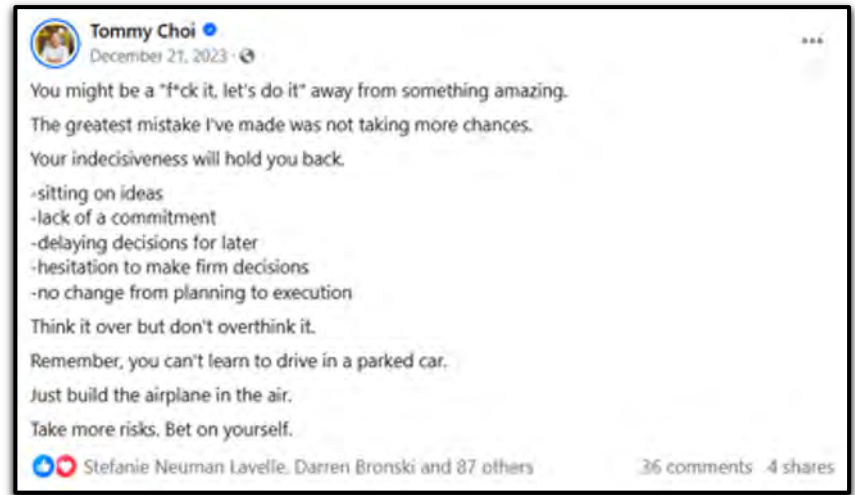 Tommy Choi
December 21, 2023
You might be a "f*ck it, let's do it" away from something amazing.
The greatest mistake I've made was not taking more chances.
Your indecisiveness will hold you back.
-sitting on ideas
-lack of a commitment
-delaying decisions for later
-hesitation to make firm decisions
-no change from planning to execution
Think it over but don't overthink it.
Remember, you can't learn to drive in a parked car.
Just build the airplane in the air.
Take more risks. Bet on yourself.
Stefanie Neuman Lavelle, Darren Bronski and 87 others 36 comments 4 shares